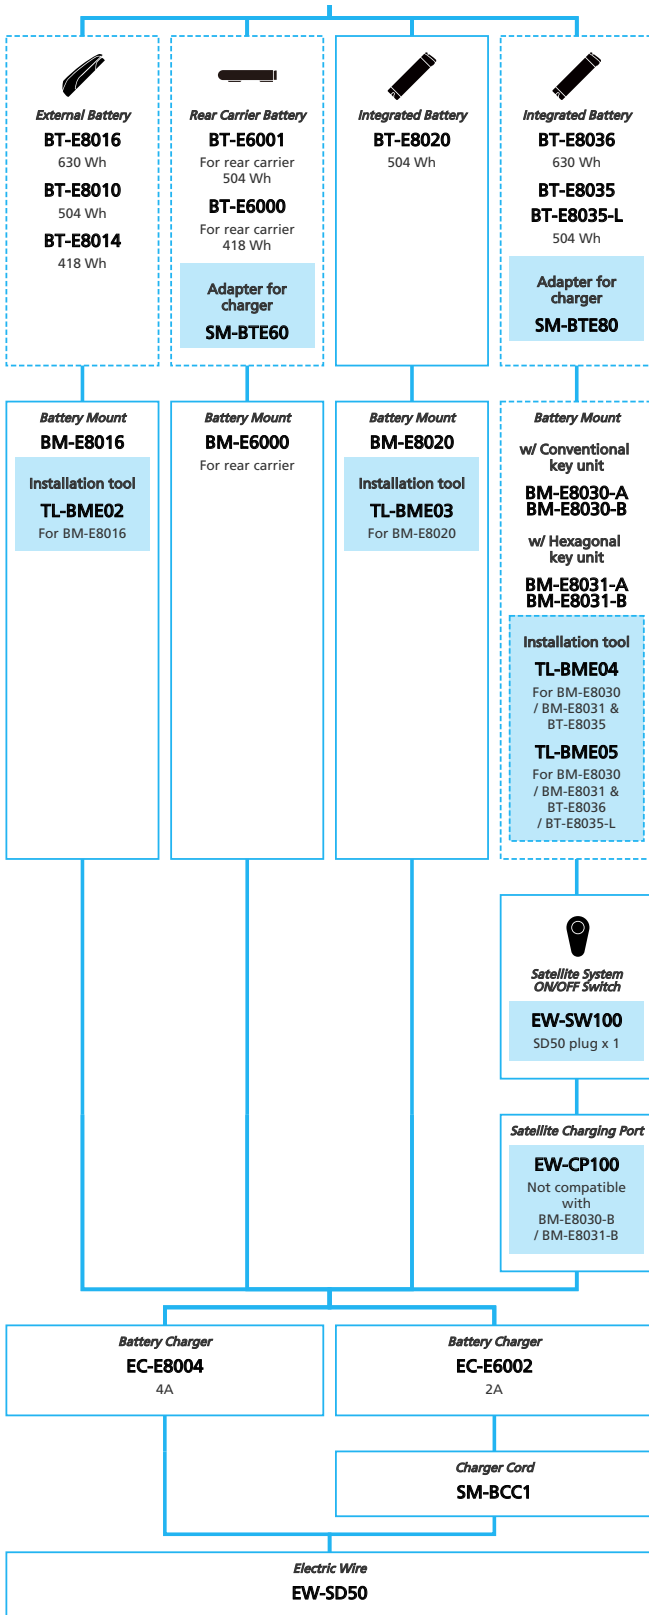 External Battery
BT-E8016
630 Wh
BT-E8010
504 Wh
BT-E8014
418 Wh
Rear Carrier Battery
BT-E6001
For rear carrier
504 Wh
BT-E6000
For rear carrier
418 Wh
Adapter for
charger
SM-BTE60
Integrated Battery
BT-E8020
504 Wh
Integrated Battery
BT-E8036
630 Wh
BT-E8035
BT-E8035-L
504 Wh
Adapter for
charger
SM-BTE80
Battery Mount
BM-E8016
Installation tool
TL-BME02
For BM-E8016
Battery Mount
BM-E6000
For rear carrier
Battery Mount
BM-E8020
Installation tool
TL-BME03
For BM-E8020
Battery Mount
w/ Conventional
key unit
BM-E8030-A
BM-E8030-B
w/ Hexagonal
key unit
BM-E8031-A
BM-E8031-B
Installation tool
TL-BME04
For BM-E8030
/ BM-E8031 &
BT-E8035
TL-BME05
For BM-E8030
/ BM-E8031 &
BT-E8036
/ BT-E8035-L
Satellite System
ON/OFF Switch
EW-SW100
SD50 plug x 1
Satellite Charging Port
EW-CP100
Not compatible
with
BM-E8030-B
/ BM-E8031-B
Battery Charger
EC-E8004
4A
Battery Charger
EC-E6002
2A
Charger Cord
SM-BCC1
Electric Wire
EW-SD50